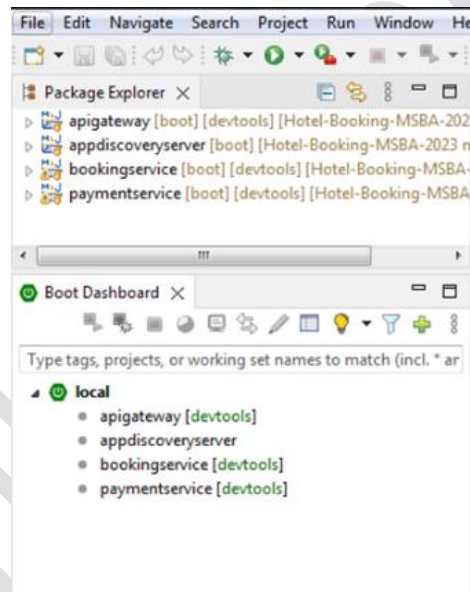 File Edit Navigate Search Project Run Window He
Package Explorer
apigateway [boot] [devtools] [Hotel-Booking-MSBA-202
appdiscoveryserver [boot] [Hotel-Booking-MSBA-2023 n
bookingservice [boot] [devtools] [Hotel-Booking-MSBA-
paymentservice [boot] [devtools] [Hotel-Booking-MSBA
Boot Dashboard
Type tags, projects, or working set names to match (incl. * ar
local
apigateway [devtools]
appdiscoveryserver
bookingservice [devtools]
paymentservice [devtools]